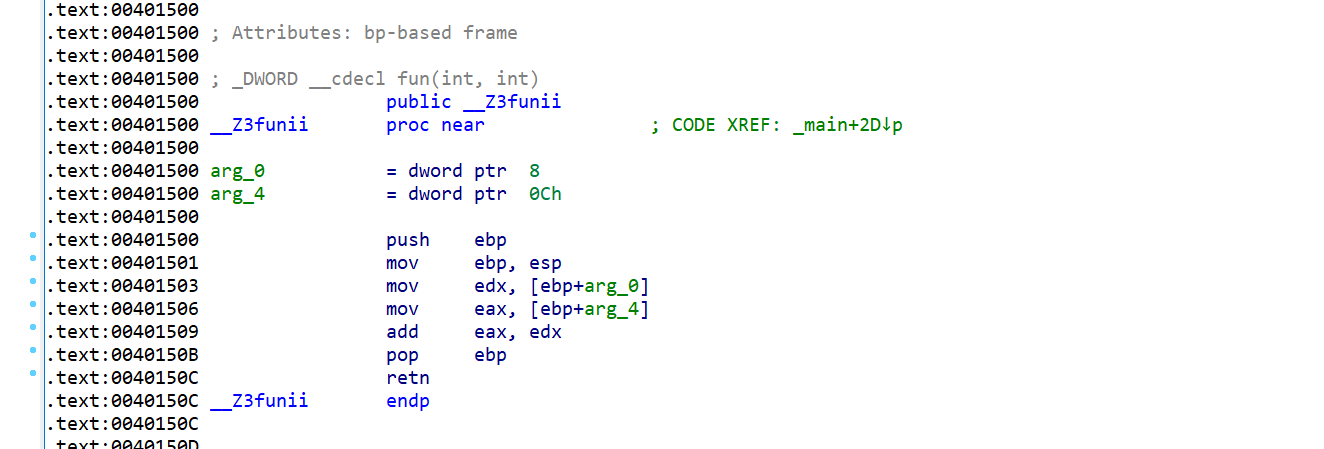 .text:00401500
.text:00401500 ; Attributes: bp-based frame
.text:00401500
.text:00401500 ; _DWORD __cdecl fun(int, int)
.text:00401500 public __Z3funii
.text:00401500 __Z3funii proc near ; CODE XREF: _main+2D↓p
.text:00401500
.text:00401500 arg_0 = dword ptr 8
.text:00401500 arg_4 = dword ptr 0Ch
.text:00401500
.text:00401500 push ebp
.text:00401501 mov ebp, esp
.text:00401503 mov edx, [ebp+arg_0]
.text:00401506 mov eax, [ebp+arg_4]
.text:00401509 add eax, edx
.text:0040150B pop ebp
.text:0040150C retn
.text:0040150C __Z3funii endp
.text:0040150C
.text:0040150D